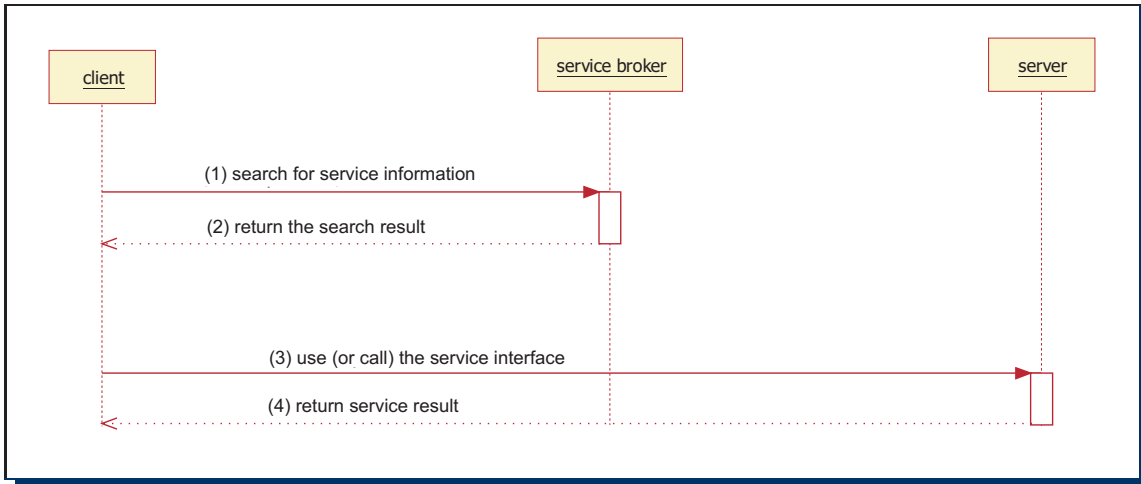 client
service broker
server
(1) search for service information
(2) return the search result
(3) use (or call) the service interface
(4) return service result